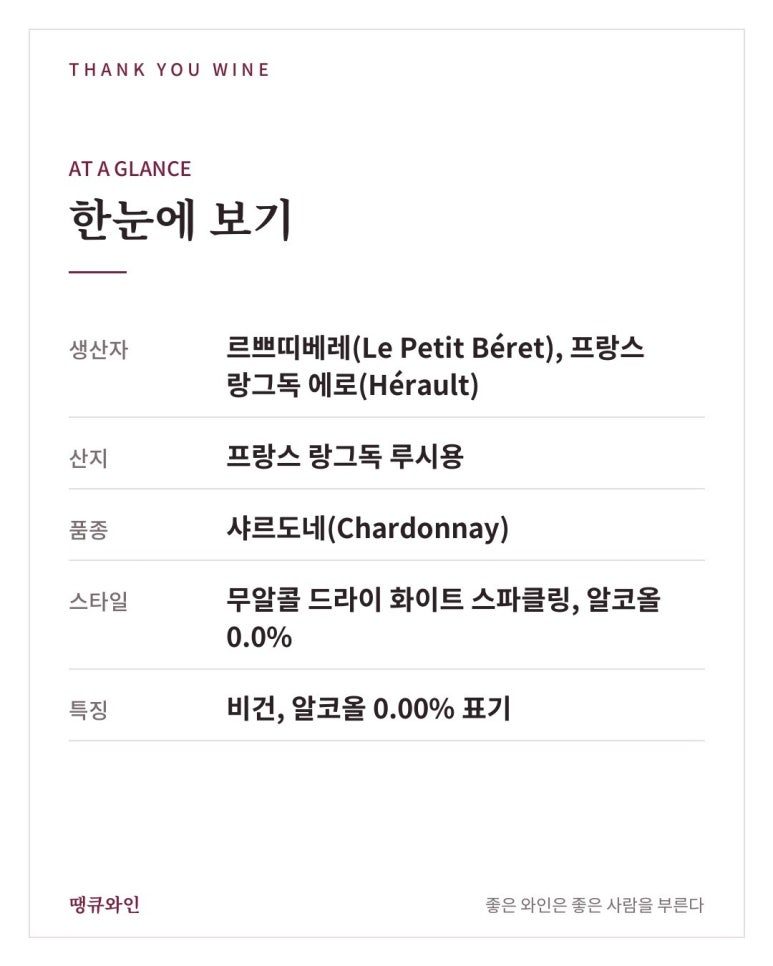 THANK YOU WINE
AT A GLANCE
한눈에 보기
생산자
르쁘띠베레(Le Petit Béret), 프랑스
랑그독 에로(Hérault)
산지
프랑스 랑그독 루시용
품종
샤르도네(Chardonnay)
스타일
무알콜 드라이 화이트 스파클링, 알코올
0.0%
특징
비건, 알코올 0.00% 표기
땡큐와인
좋은 와인은 좋은 사람을 부른다